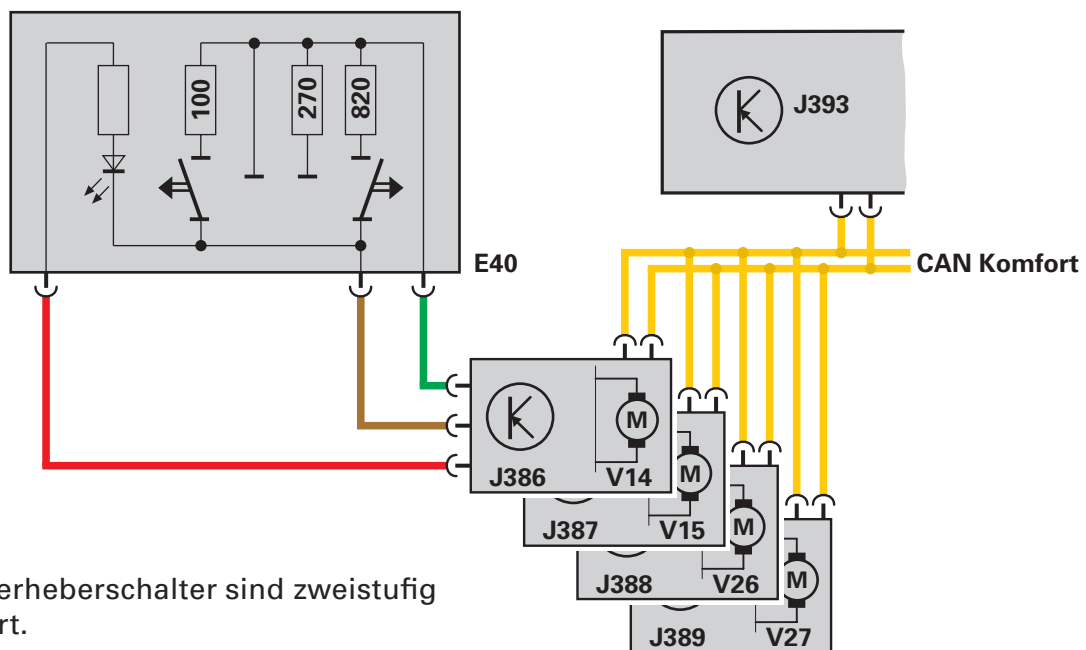 100
270
820
E40
J393
CAN Komfort
M
J386 V14
M
J387 V15
M
J388 V26
M
J389 V27
erheberschalter sind zweistufig
rt.